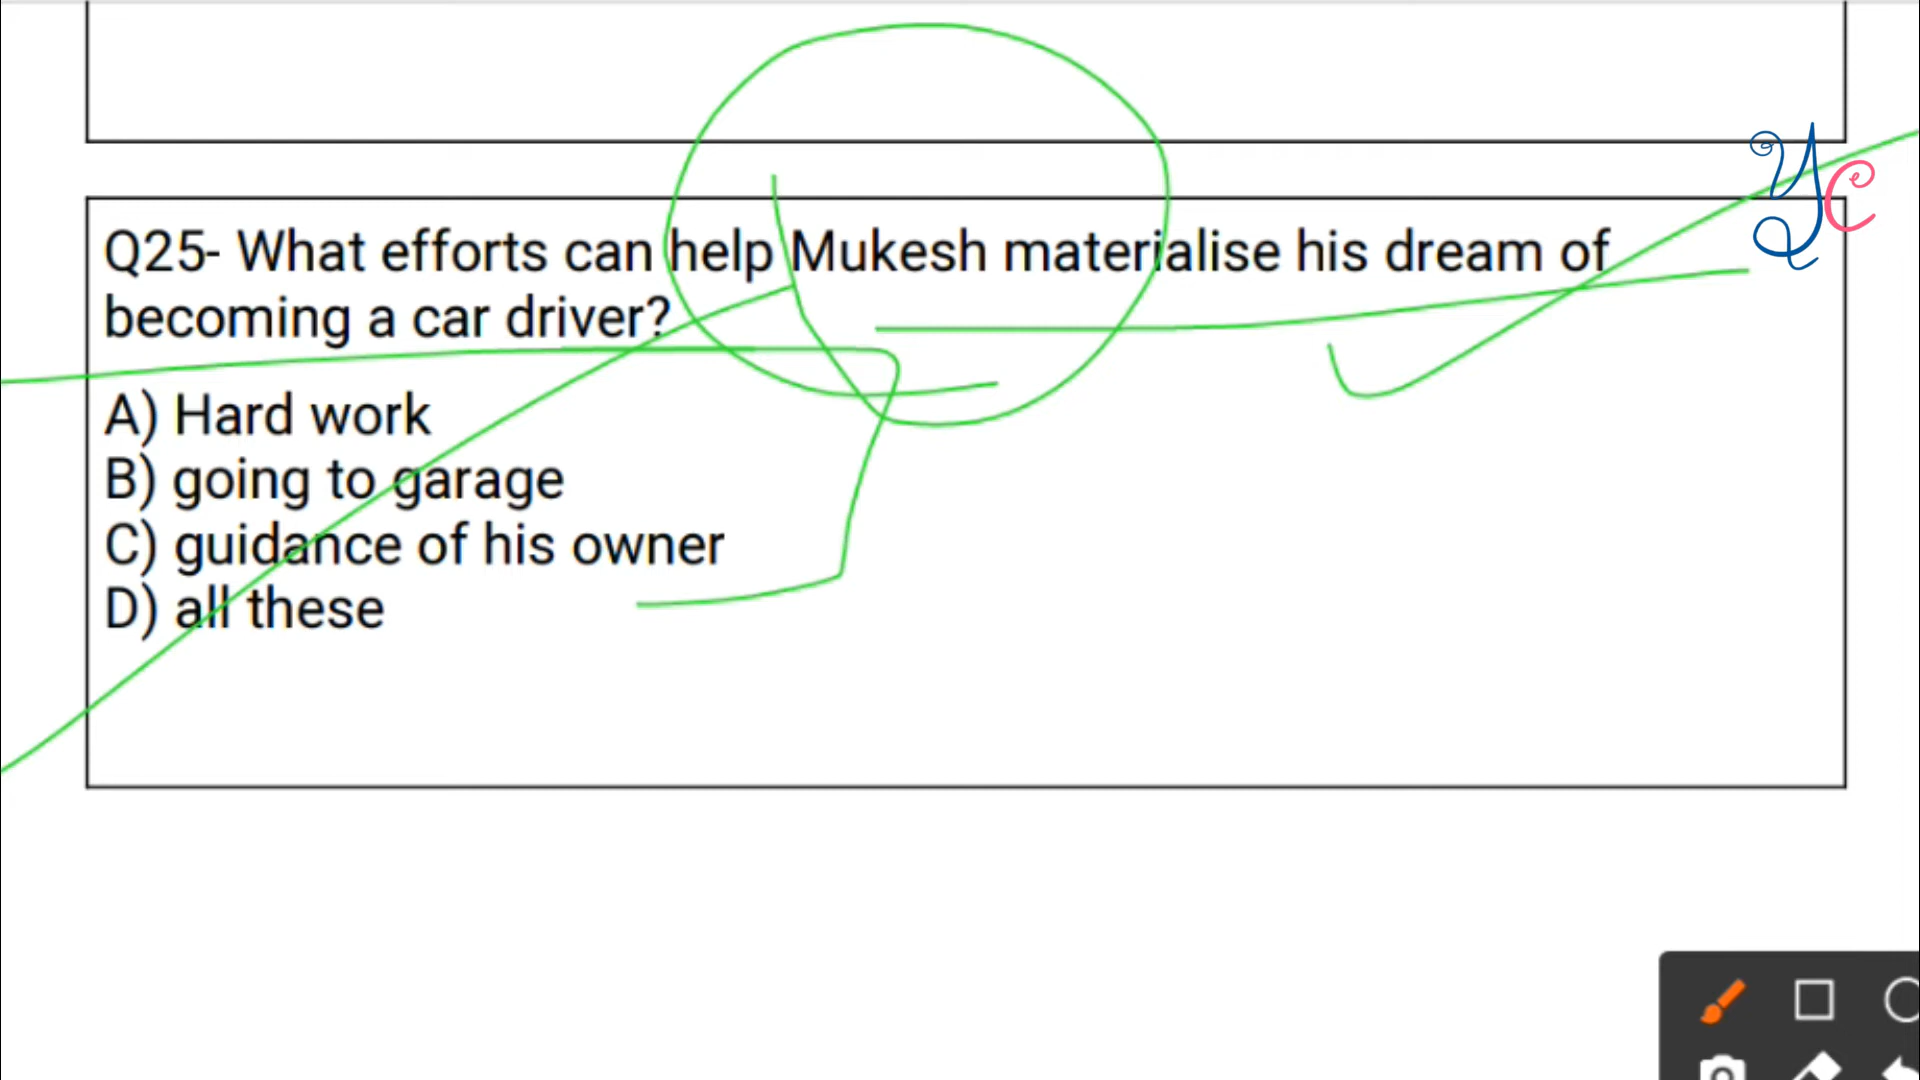 Q25- What efforts can help Mukesh materialise his dream of
becoming a car driver?
A) Hard work
B) going to garage
C) guidance of his owner
D) all these
YC